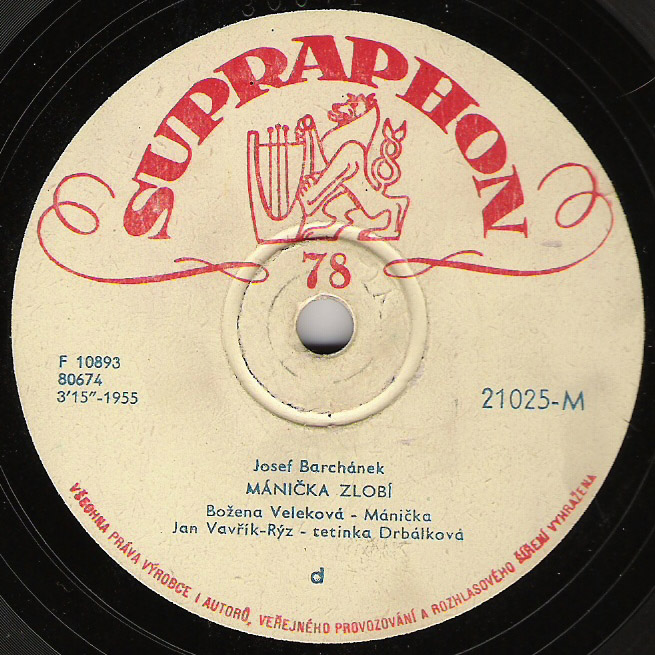 SUPRAPHON
78
F 10893
80674
3'15"-1955
21025-M
Josef Barchánek
MÁNIČKA ZLOBÍ
Božena Veleková - Mánička
Jan Vavřík-Rýz - tetinka Drbálková
d
VŠECHNA PRÁVA VÝROBCE I AUTORŮ, VEŘEJNÉHO PROVOZOVÁNÍ A ROZHLASOVÉHO ŠÍŘENÍ VYHRAŽENA